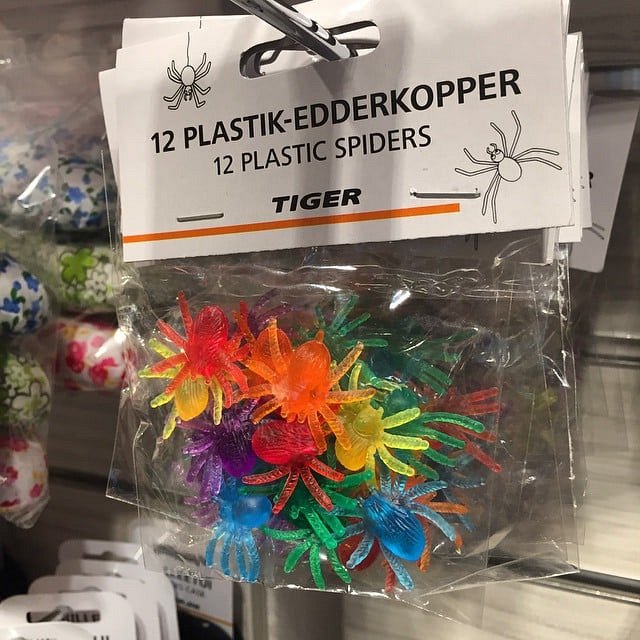 12 PLASTIK-EDDERKOPPER
12 PLASTIC SPIDERS
TIGER